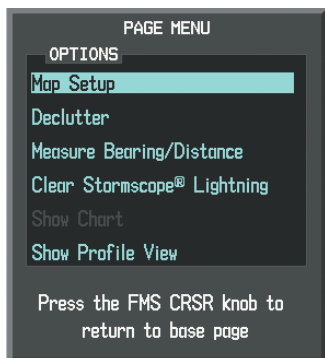 PAGE MENU
OPTIONS
Map Setup
Declutter
Measure Bearing/Distance
Clear Stormscope® Lightning
Show Chart
Show Profile View
Press the FMS CRSR knob to
return to base page